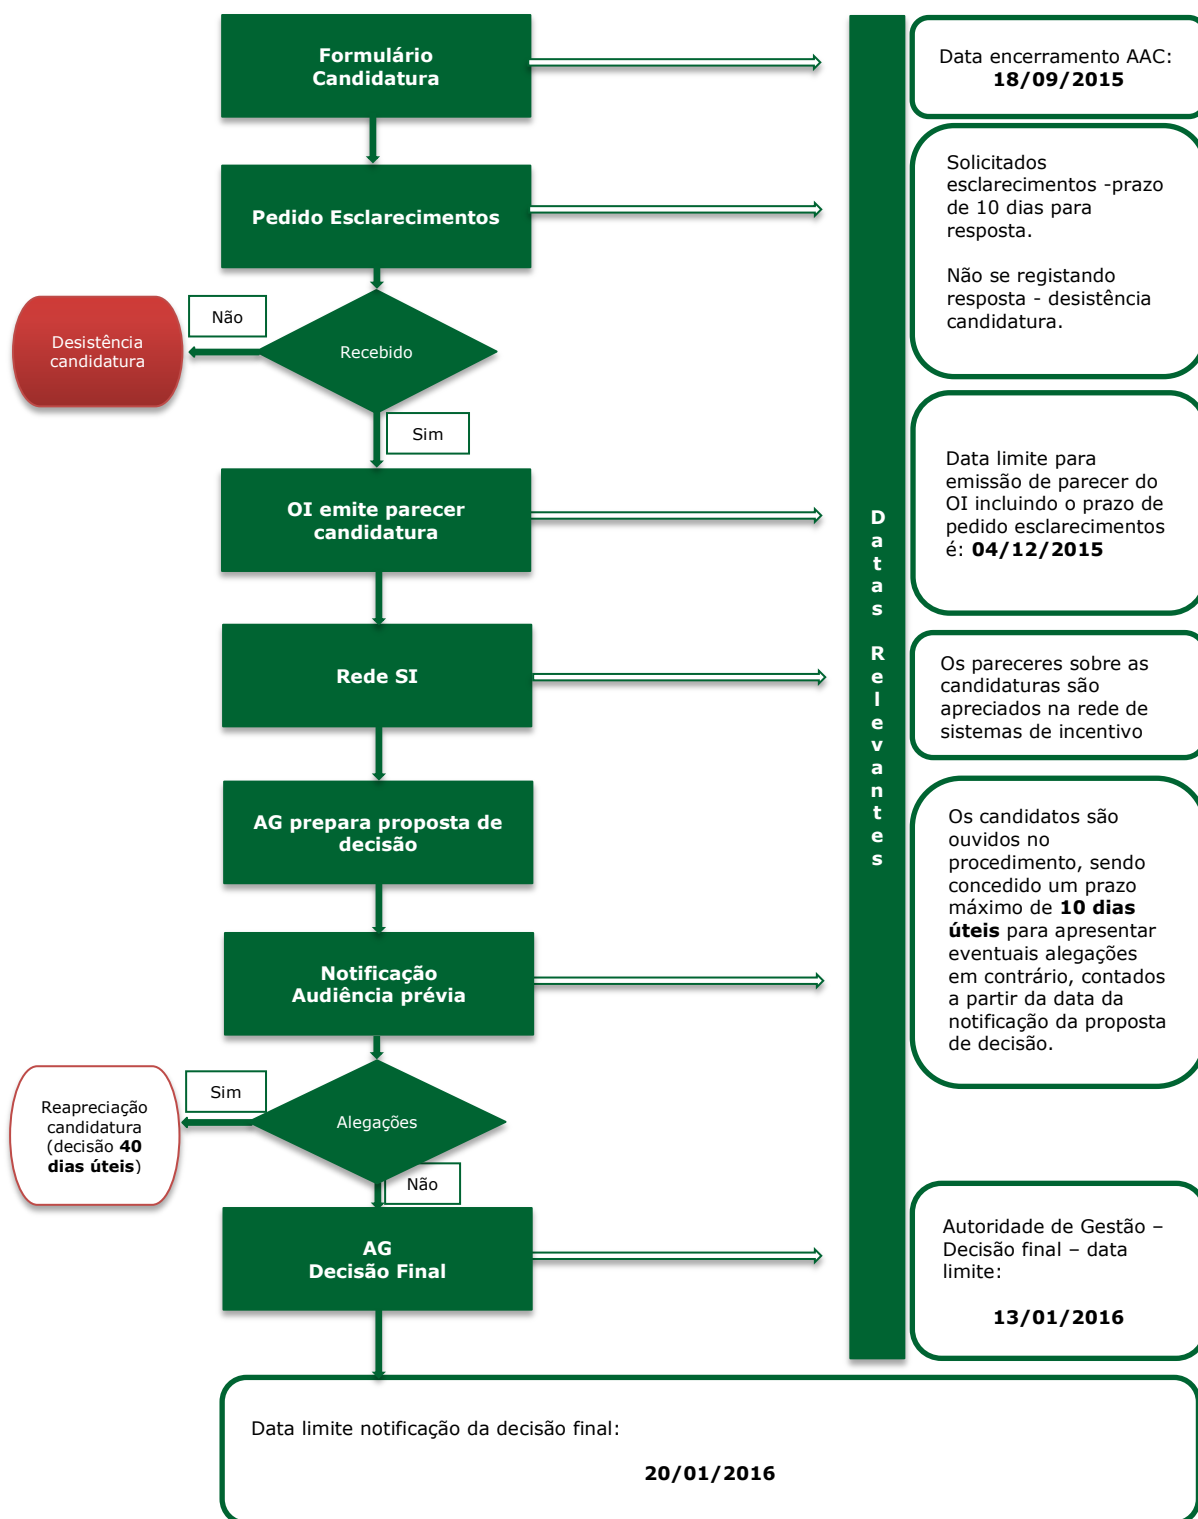 Formulário
Candidatura
Data encerramento AAC:
18/09/2015
Pedido Esclarecimentos
Solicitados
esclarecimentos -prazo
de 10 dias para
resposta.
Não se registando
resposta - desistência
candidatura.
Não
Desistência
candidatura
Recebido
Sim
OI emite parecer
candidatura
Data limite para
emissão de parecer do
OI incluindo o prazo de
pedido esclarecimentos
é: 04/12/2015
D
a
t
a
s
R
e
l
e
v
a
n
t
e
s
Rede SI
Os pareceres sobre as
candidaturas são
apreciados na rede de
sistemas de incentivo
AG prepara proposta de
decisão
Notificação
Audiência prévia
Os candidatos são
ouvidos no
procedimento, sendo
concedido um prazo
máximo de 10 dias
úteis para apresentar
eventuais alegações
em contrário, contados
a partir da data da
notificação da proposta
de decisão.
Sim
Reapreciação
candidatura
(decisão 40
dias úteis)
Alegações
Não
AG
Decisão Final
Autoridade de Gestão –
Decisão final – data
limite:
13/01/2016
Data limite notificação da decisão final:
20/01/2016